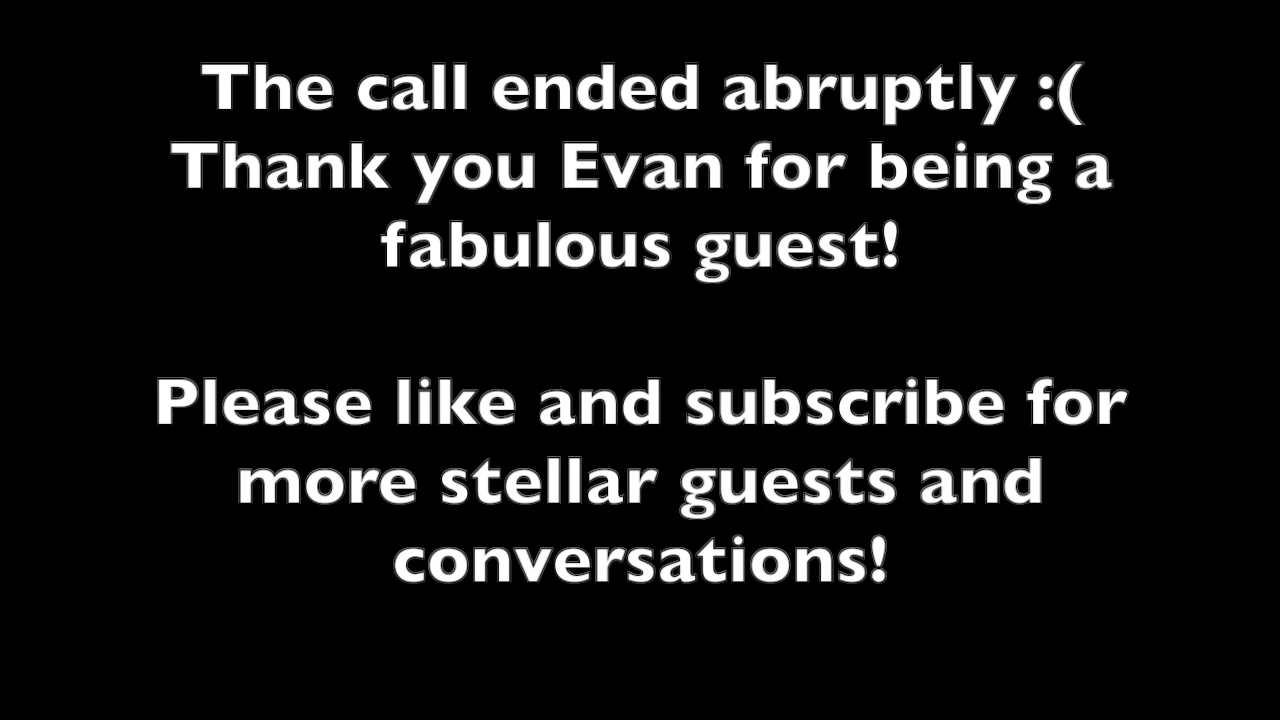 The call ended abruptly :(
Thank you Evan for being a
fabulous guest!
Please like and subscribe for
more stellar guests and
conversations!